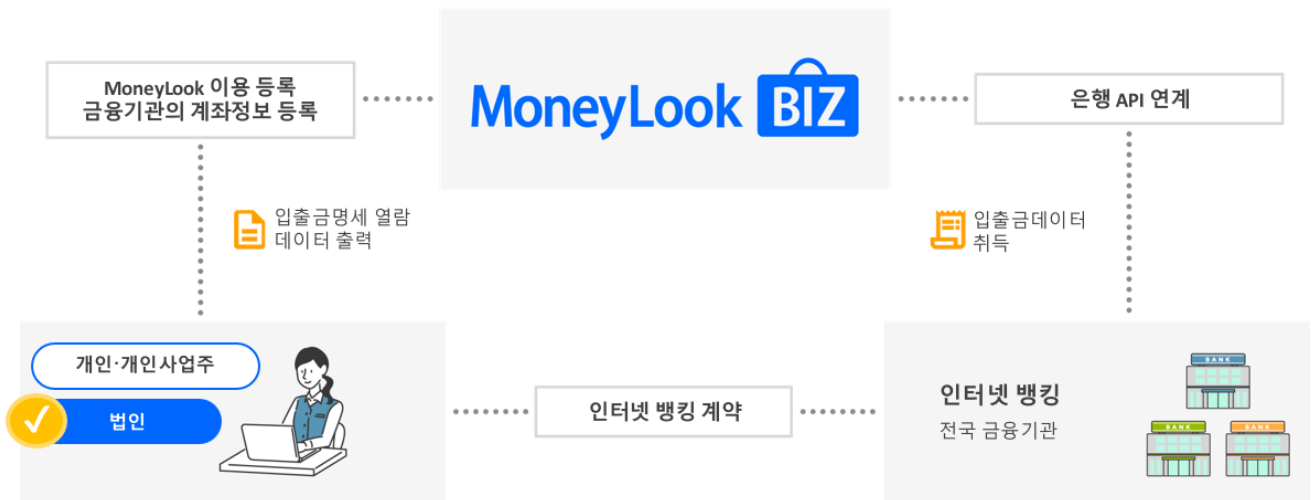 MoneyLook 이용 등록
금융기관의 계좌정보 등록
MoneyLook BIZ
은행 API 연계
입출금명세 열람
데이터 출력
입출금데이터
취득
개인·개인사업주
법인
인터넷 뱅킹 계약
인터넷 뱅킹
전국 금융기관
BANK
BANK
BANK